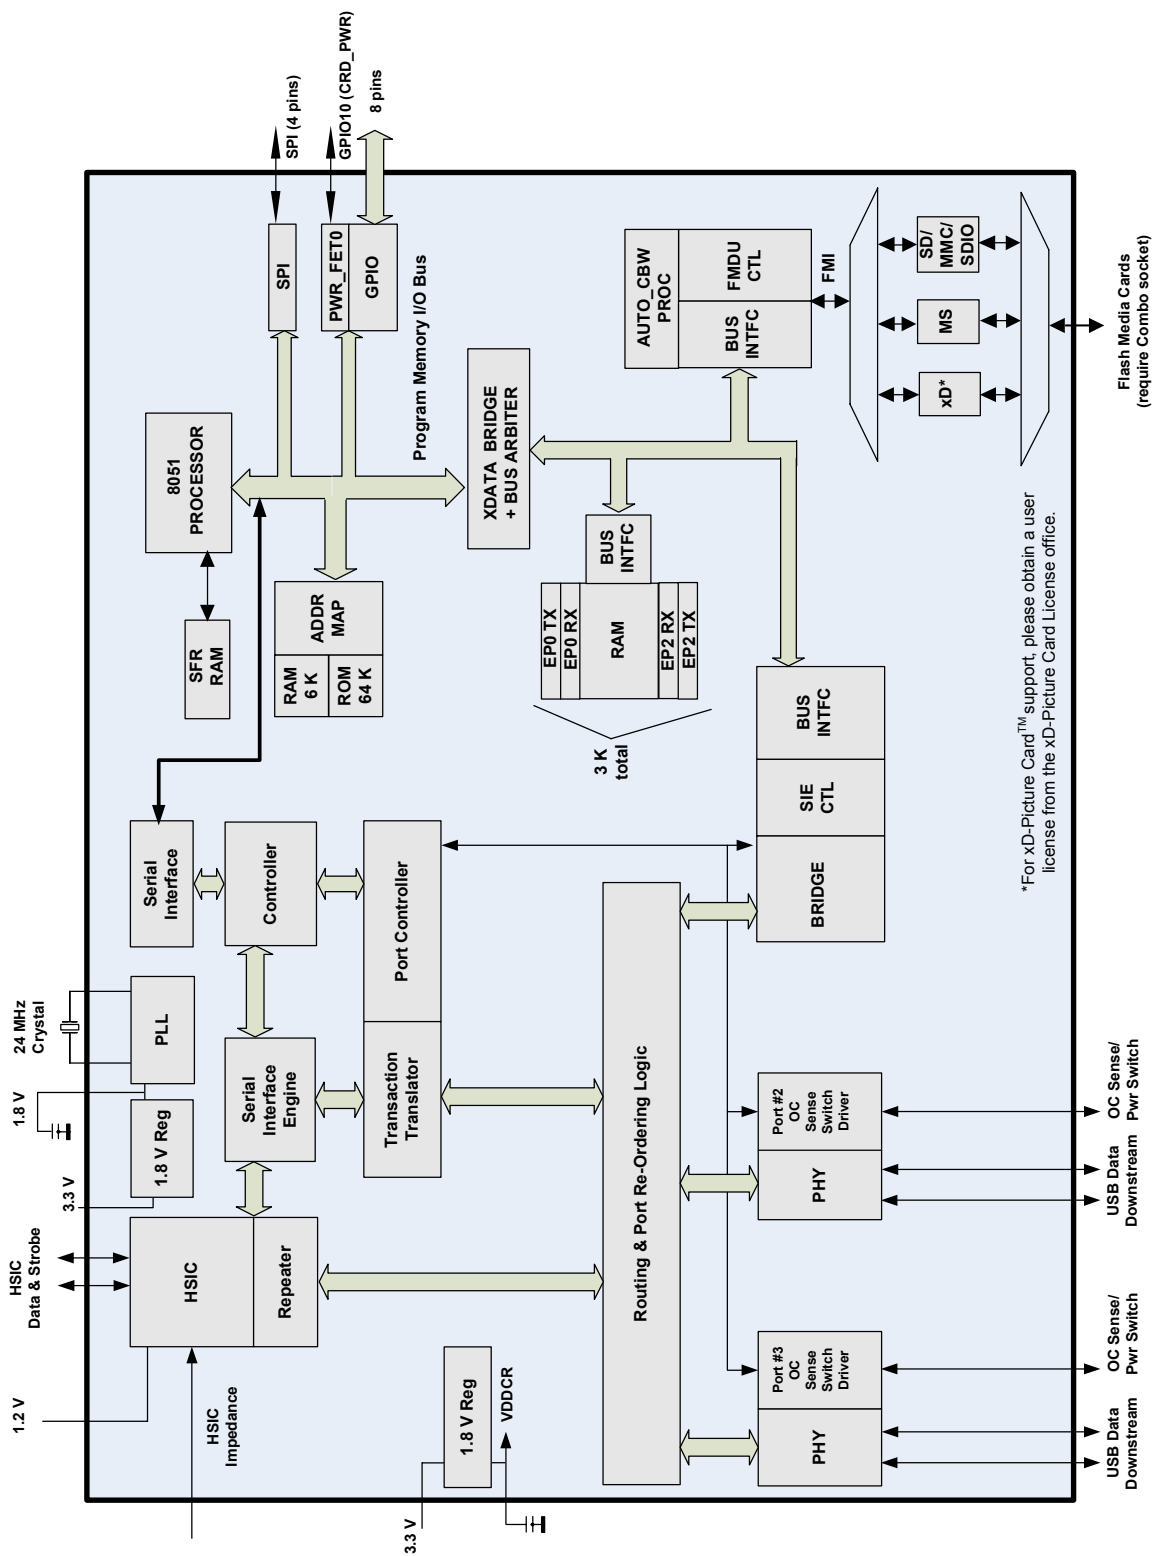 24 MHz
Crystal
1.8 V
3.3 V
HSIC
Data & Strobe
1.2 V
HSIC
Impedance
3.3 V
PLL
1.8 V Reg
HSIC
Repeater
1.8 V Reg
VDDCR
Serial
Interface
Controller
Serial
Interface
Engine
Port Controller
Transaction
Translator
Routing & Port Re-Ordering Logic
SFR
RAM
8051
PROCESSOR
SPI
SPI (4 pins)
PWR_FET0
GPIO10 (CRD_PWR)
GPIO
8 pins
Program Memory I/O Bus
ADDR
MAP
RAM
6 K
ROM
64 K
XDATA BRIDGE
+ BUS ARBITER
BUS
INTFC
EP0 TX
EP0 RX
RAM
EP2 RX
EP2 TX
3 K
total
AUTO_CBW
PROC
FMDU
CTL
BUS
INTFC
FMI
SD/
MMC/
SDIO
MS
xD*
Flash Media Cards
(require Combo socket)
BUS
INTFC
SIE
CTL
BRIDGE
Port #2
OC
Sense
Switch
Driver
PHY
OC Sense/
Pwr Switch
USB Data
Downstream
Port #3
OC
Sense
Switch
Driver
PHY
OC Sense/
Pwr Switch
USB Data
Downstream
*For xD-Picture Card™ support, please obtain a user
license from the xD-Picture Card License office.